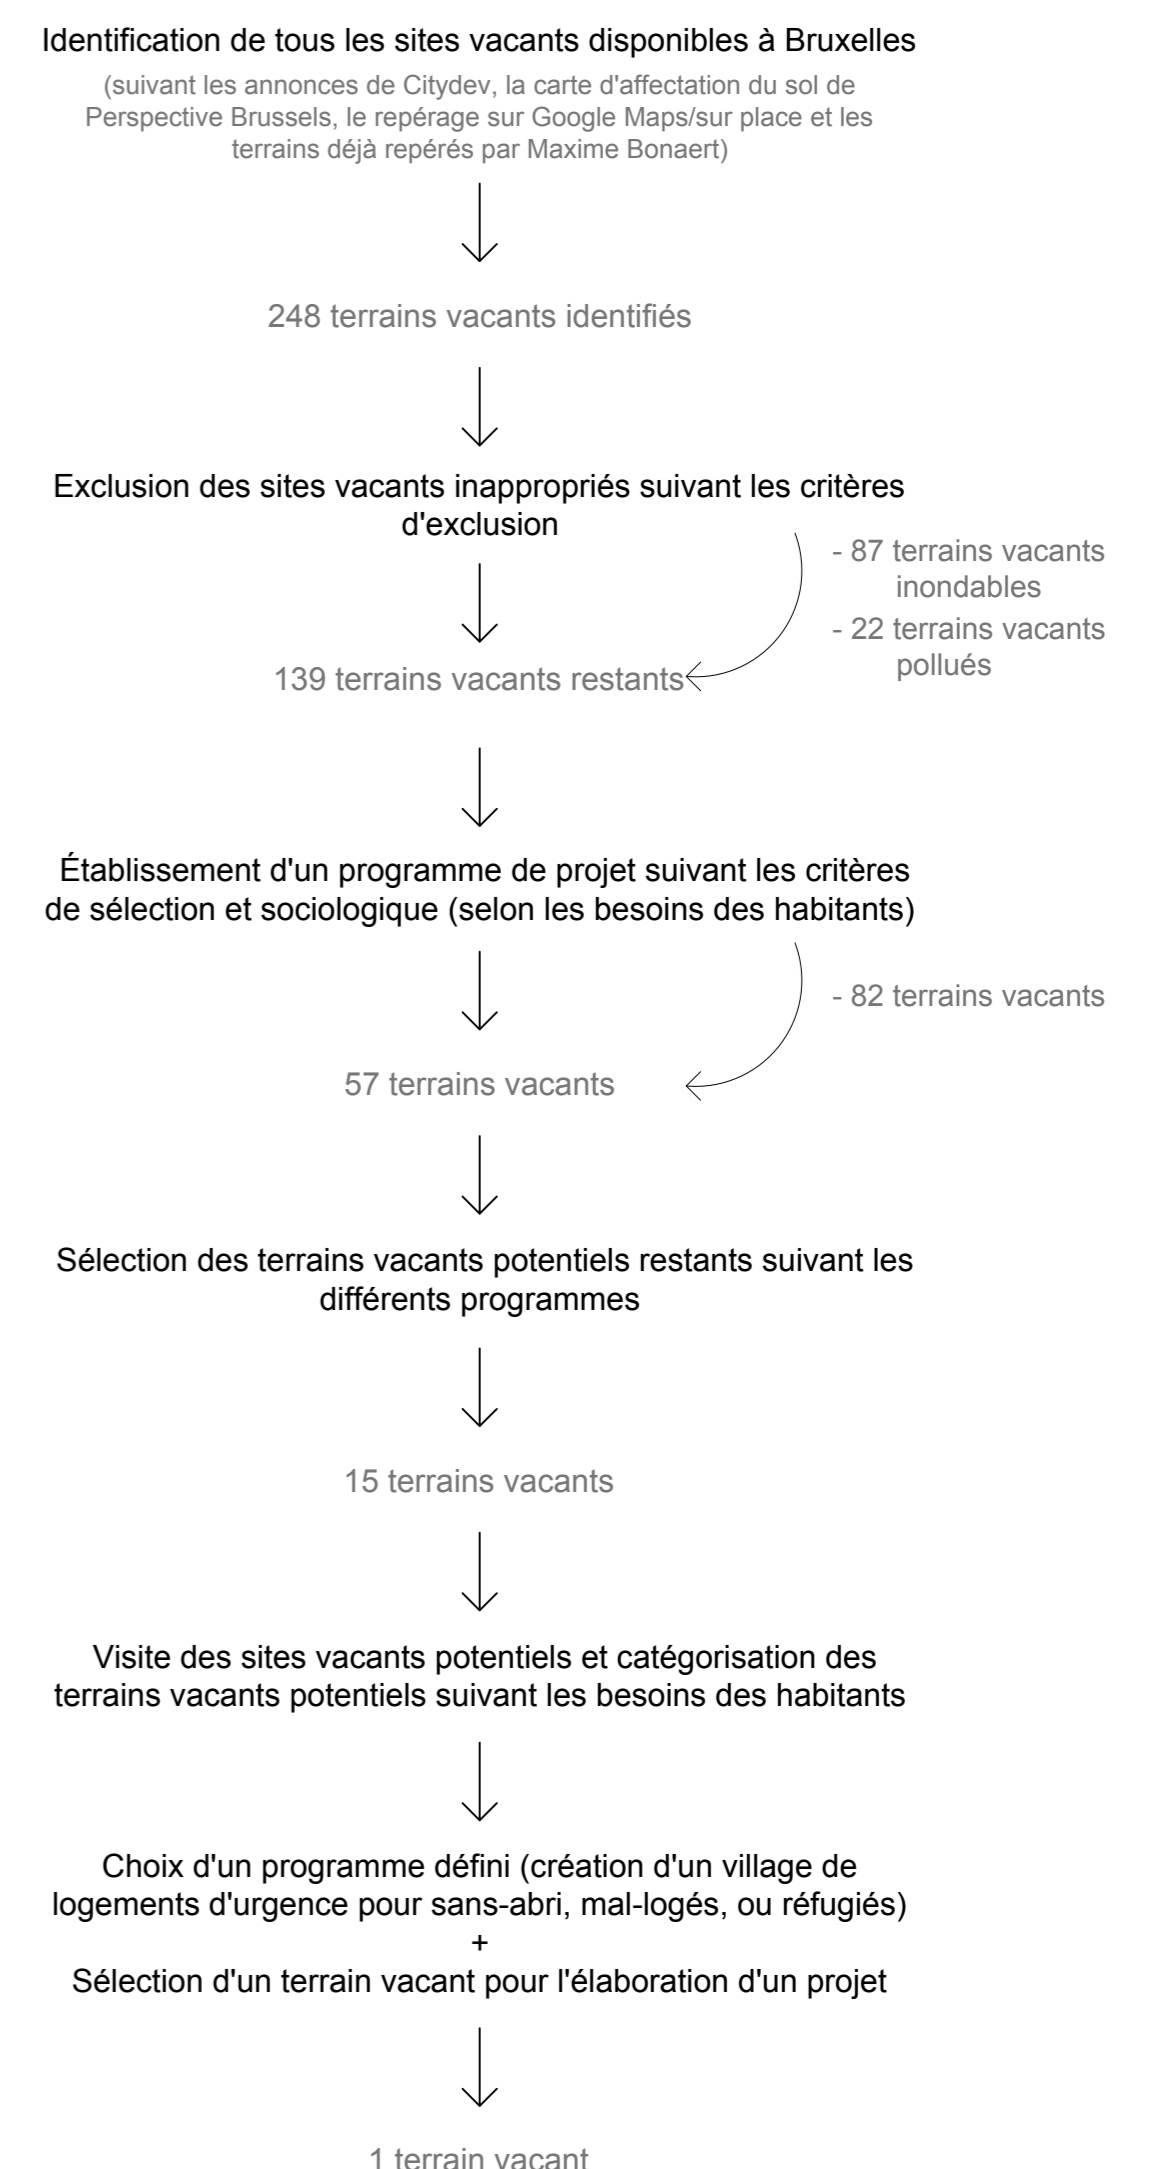 Identification de tous les sites vacants disponibles à Bruxelles
(suivant les annonces de Citydev, la carte d'affectation du sol de
Perspective Brussels, le repérage sur Google Maps/sur place et les
terrains déjà repérés par Maxime Bonaert)
248 terrains vacants identifiés
Exclusion des sites vacants inappropriés suivant les critères
d'exclusion
- 87 terrains vacants
inondables
- 22 terrains vacants
pollués
139 terrains vacants restants
Établissement d'un programme de projet suivant les critères
de sélection et sociologique (selon les besoins des habitants)
- 82 terrains vacants
57 terrains vacants
Sélection des terrains vacants potentiels restants suivant les
différents programmes
15 terrains vacants
Visite des sites vacants potentiels et catégorisation des
terrains vacants potentiels suivant les besoins des habitants
Choix d'un programme défini (création d'un village de
logements d'urgence pour sans-abri, mal-logés, ou réfugiés)
+
Sélection d'un terrain vacant pour l'élaboration d'un projet
1 terrain vacant